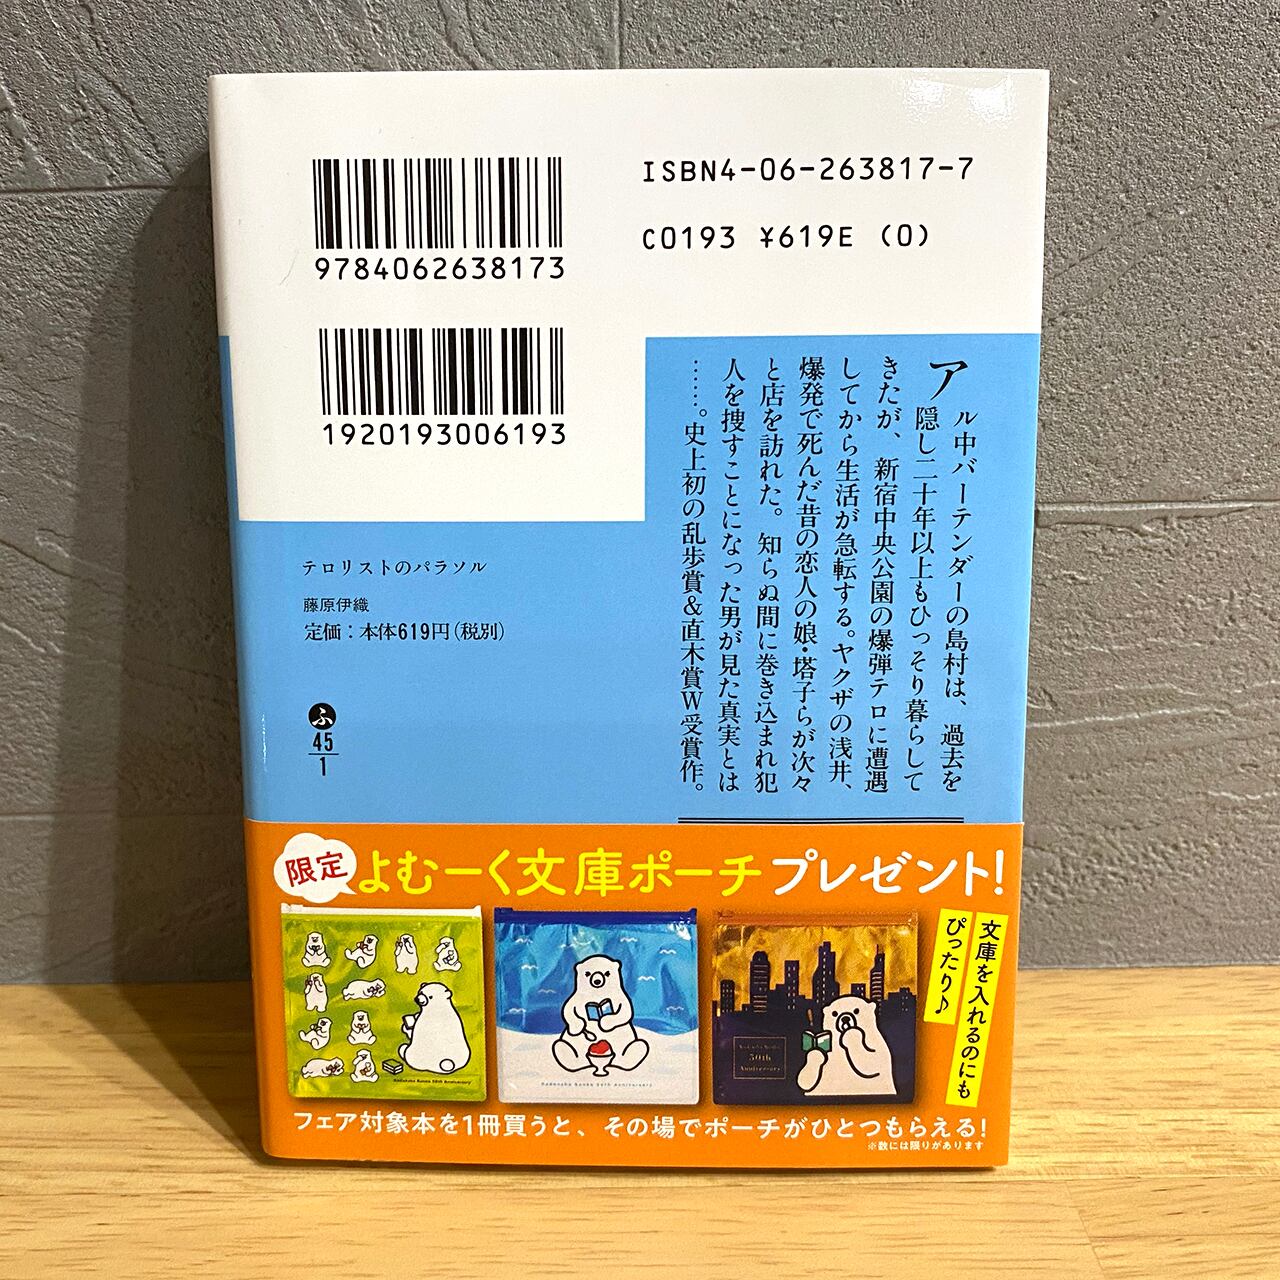 9784062638173
ISBN4-06-263817-7
C0193 ¥619E (0)
1920193006193
アル中バーテンダーの島村は、過去を
隠し二十年以上もひっそり暮らして
きたが、新宿中央公園の爆弾テロに遭遇
してから生活が急転する。ヤクザの浅井、
爆発で死んだ昔の恋人の娘・塔子らが次々
と店を訪れた。知らぬ間に巻き込まれ犯
人を捜すことになった男が見た真実とは
……。史上初の乱歩賞&直木賞W受賞作。
テロリストのパラソル
藤原伊織
定価:本体619円(税別)
ふ
45
1
限定
よむーく文庫ポーチプレゼント!
文庫を入れるのにも
ぴったり♪
Kodansha Bunko 50th Anniversary
Kodansha Bunko 50th Anniversary
Kodansha Bunko
50th
Anniversary
フェア対象本を1冊買うと、その場でポーチがひとつもらえる!
※数には限りがあります